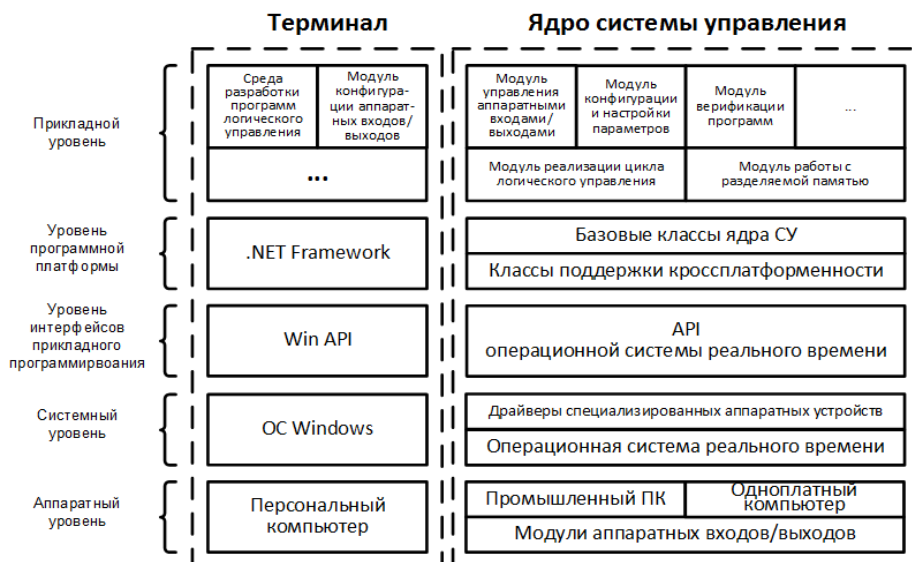 Терминал
Ядро системы управления
Прикладной
уровень
Среда
разработки
программ
логического
управления
Модуль
конфигура-
ции аппарат-
ных входов/
выходов
...
Модуль
управления
аппаратными
входами/
выходами
Модуль
конфигурации
и настройки
параметров
Модуль
верификации
программ
...
Модуль реализации цикла
логического управления
Модуль работы с
разделяемой памятью
Уровень
программной
платформы
.NET Framework
Базовые классы ядра СУ
Классы поддержки кроссплатформенности
Уровень
интерфейсов
прикладного
программирвоания
Win API
API
операционной системы реального времени
Системный
уровень
ОС Windows
Драйверы специализированных аппаратных устройств
Операционная система реального времени
Аппаратный
уровень
Персональный
компьютер
Промышленный ПК
Одноплатный
компьютер
Модули аппаратных входов/выходов